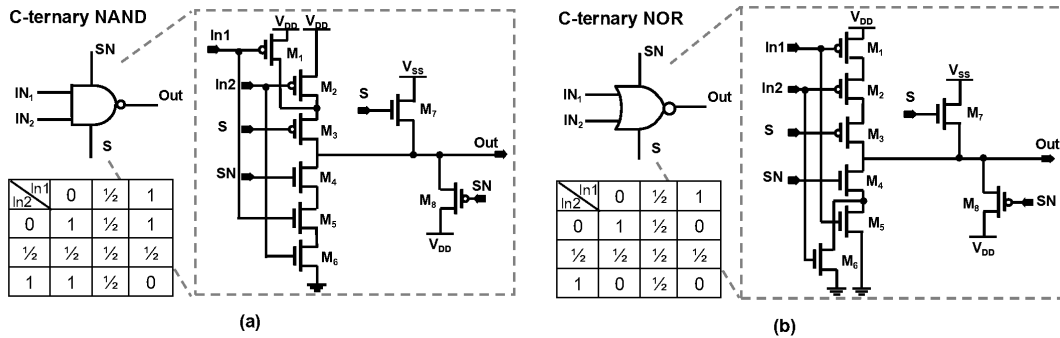 C-ternary NAND
SN
IN1
IN2
Out
S
In1
In2
0 ½ 1
0 1 ½ 1
½ ½ ½ ½
1 1 ½ 0
VDD VDD
In1
M1
In2
M2
S
M3
SN
M4
M5
M6
VSS
S
M7
Out
SN
M8
VDD
(a)
C-ternary NOR
SN
IN1
IN2
Out
S
In1
In2
0 ½ 1
0 1 ½ 0
½ ½ ½ ½
1 0 ½ 0
VDD
In1
M1
In2
M2
S
M3
SN
M4
M5
M6
VSS
S
M7
Out
M8
SN
VDD
(b)